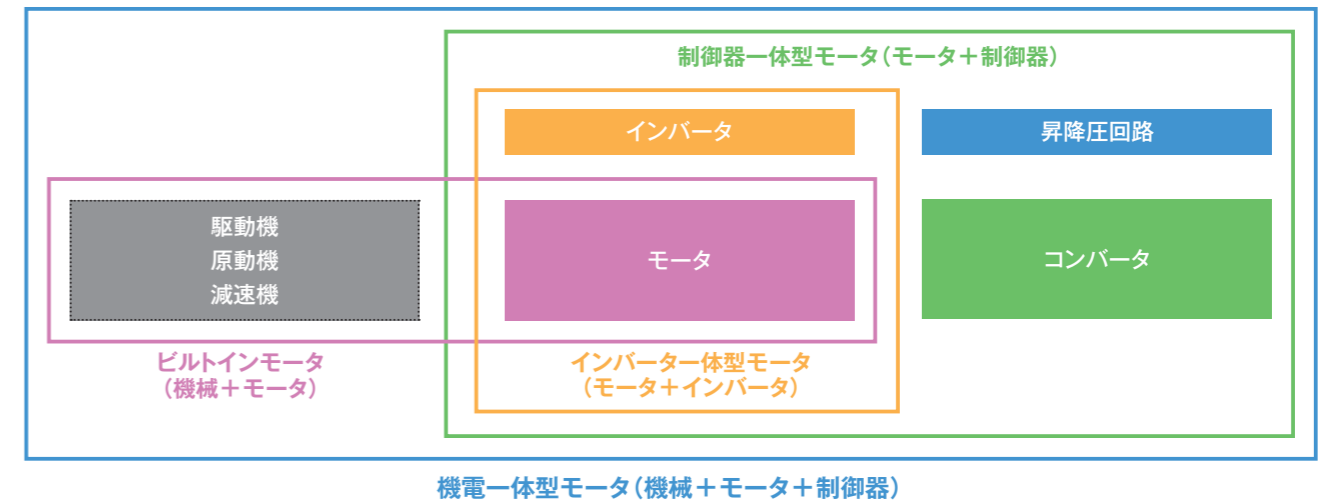 制御器一体型モータ（モータ＋制御器）
インバータ
昇降圧回路
駆動機
原動機
減速機
モータ
コンバータ
ビルトインモータ
（機械＋モータ）
インバーター体型モータ
（モータ＋インバータ）
機電一体型モータ（機械＋モータ＋制御器）